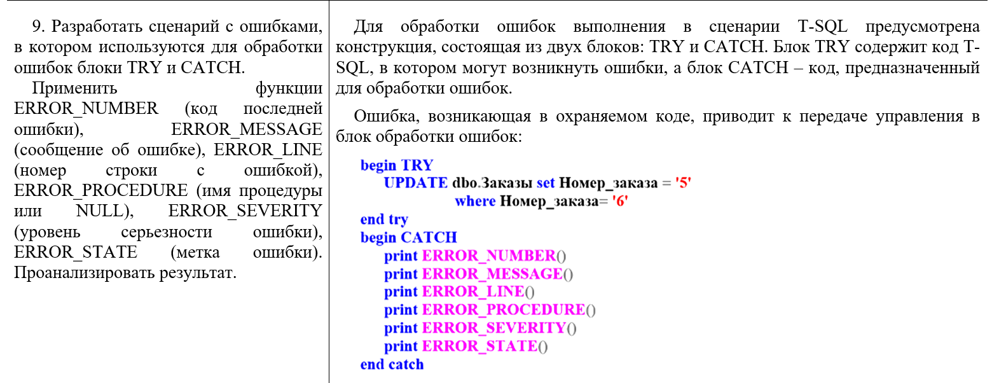 9. Разработать сценарий с ошибками,
в котором используются для обработки
ошибок блоки TRY и CATCH.
Применить функции
ERROR_NUMBER (код последней
ошибки), ERROR_MESSAGE
(сообщение об ошибке), ERROR_LINE
(номер строки с ошибкой),
ERROR_PROCEDURE (имя процедуры
или NULL), ERROR_SEVERITY
(уровень серьезности ошибки),
ERROR_STATE (метка ошибки).
Проанализировать результат.
Для обработки ошибок выполнения в сценарии T-SQL предусмотрена
конструкция, состоящая из двух блоков: TRY и CATCH. Блок TRY содержит код T-
SQL, в котором могут возникнуть ошибки, а блок CATCH – код, предназначенный
для обработки ошибок.
Ошибка, возникающая в охраняемом коде, приводит к передаче управления в
блок обработки ошибок:
begin TRY
UPDATE dbo.Заказы set Номер_заказа = '5'
where Номер_заказа= '6'
end try
begin CATCH
print ERROR_NUMBER()
print ERROR_MESSAGE()
print ERROR_LINE()
print ERROR_PROCEDURE()
print ERROR_SEVERITY()
print ERROR_STATE()
end catch